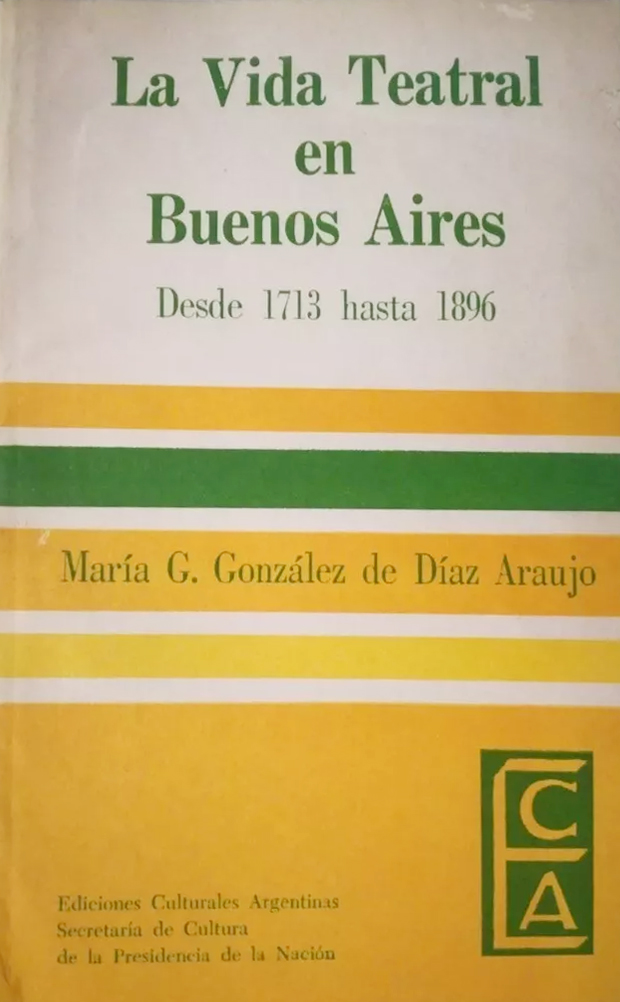 La Vida Teatral
en
Buenos Aires
Desde 1713 hasta 1896
María G. González de Díaz Araujo
ECA
Ediciones Culturales Argentinas
Secretaría de Cultura
de la Presidencia de la Nación